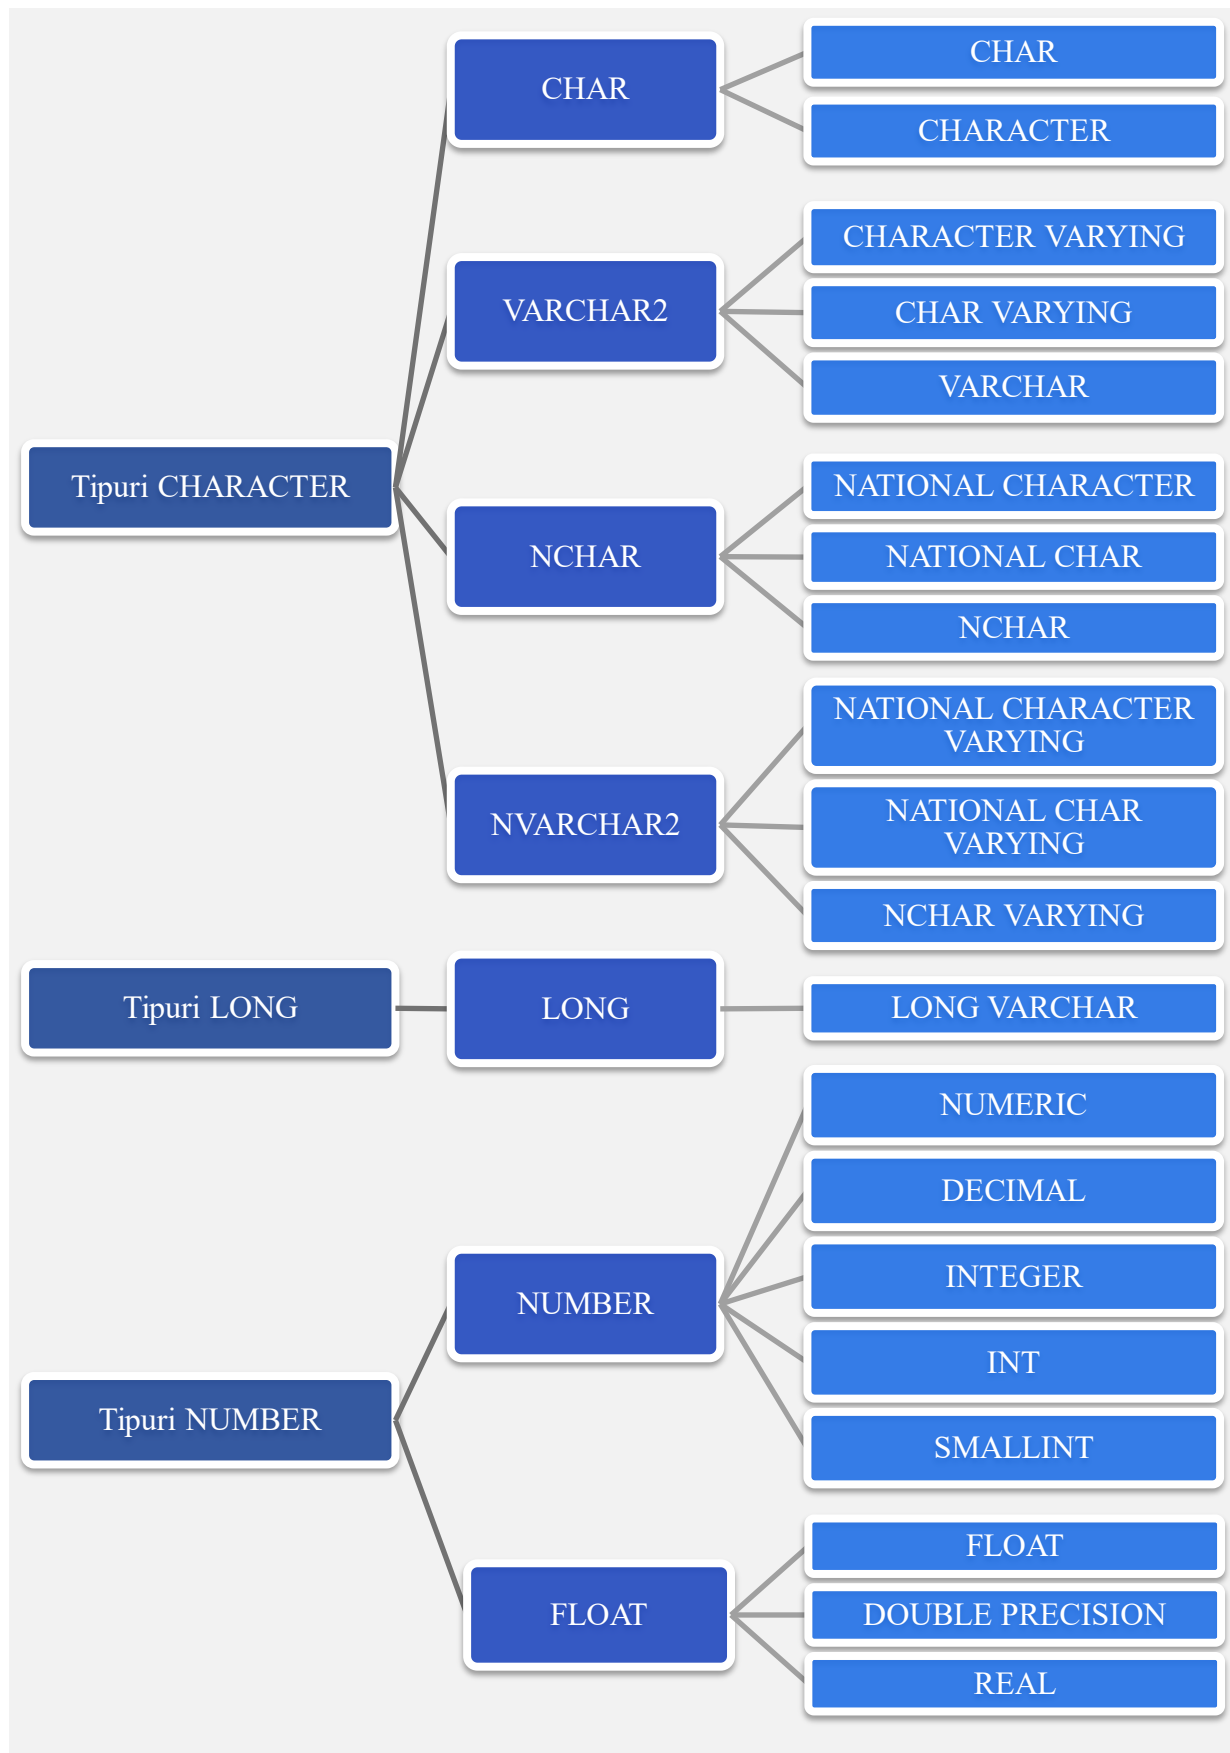 Tipuri CHARACTER
CHAR
CHAR
CHARACTER
VARCHAR2
CHARACTER VARYING
CHAR VARYING
VARCHAR
NCHAR
NATIONAL CHARACTER
NATIONAL CHAR
NCHAR
NVARCHAR2
NATIONAL CHARACTER
VARYING
NATIONAL CHAR
VARYING
NCHAR VARYING
Tipuri LONG
LONG
LONG VARCHAR
Tipuri NUMBER
NUMBER
NUMERIC
DECIMAL
INTEGER
INT
SMALLINT
FLOAT
FLOAT
DOUBLE PRECISION
REAL